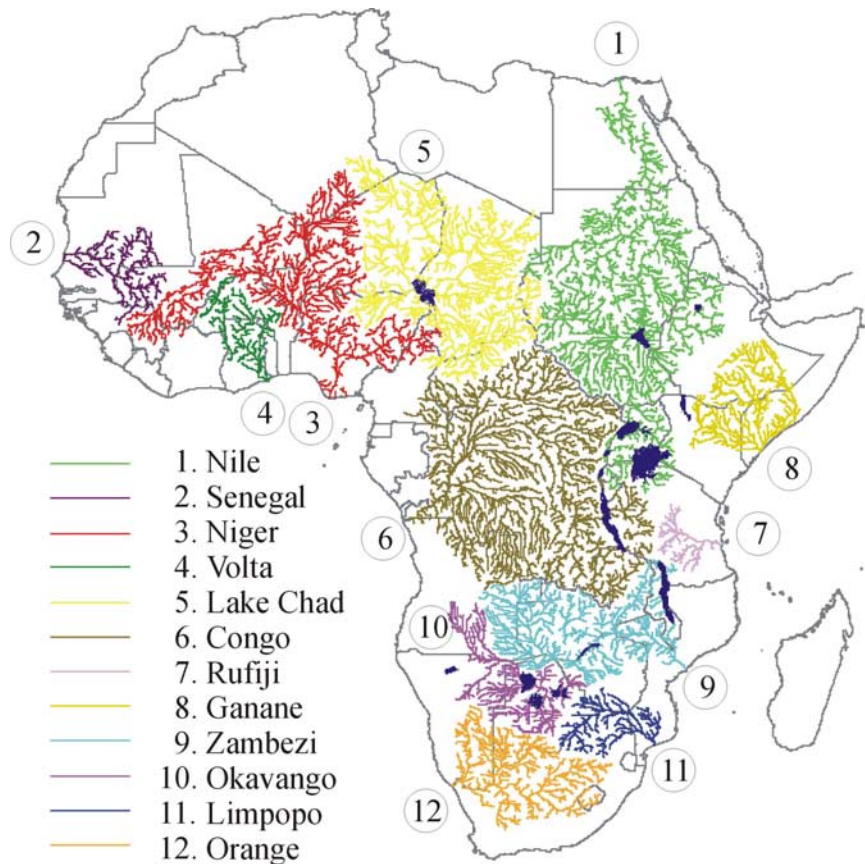 1
5
2
4
3
8
6
7
10
9
11
12
1. Nile
2. Senegal
3. Niger
4. Volta
5. Lake Chad
6. Congo
7. Rufiji
8. Ganane
9. Zambezi
10. Okavango
11. Limpopo
12. Orange